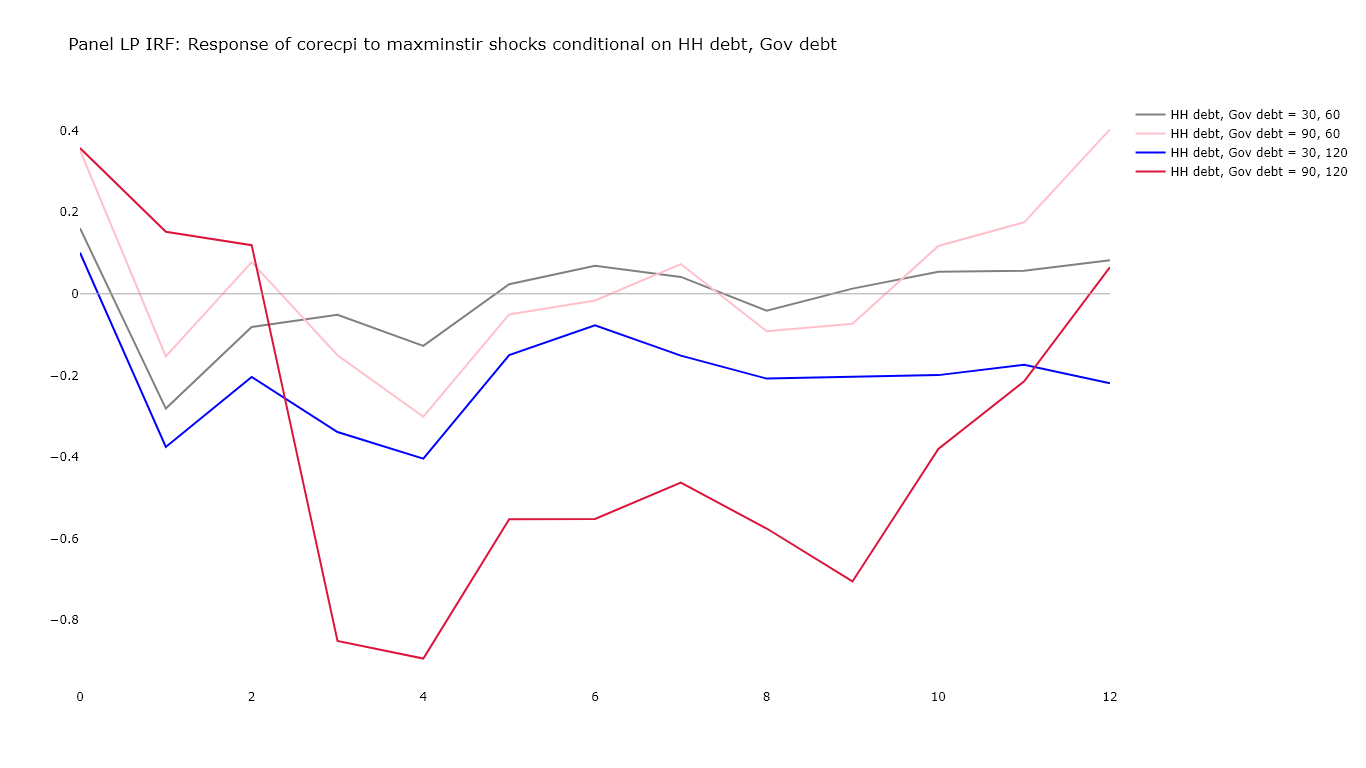 Panel LP IRF: Response of corecpi to maxminstir shocks conditional on HH debt, Gov debt
HH debt, Gov debt = 30, 60
HH debt, Gov debt = 90, 60
HH debt, Gov debt = 30, 120
HH debt, Gov debt = 90, 120
0.4
0.2
0
−0.2
−0.4
−0.6
−0.8
0
2
4
6
8
10
12